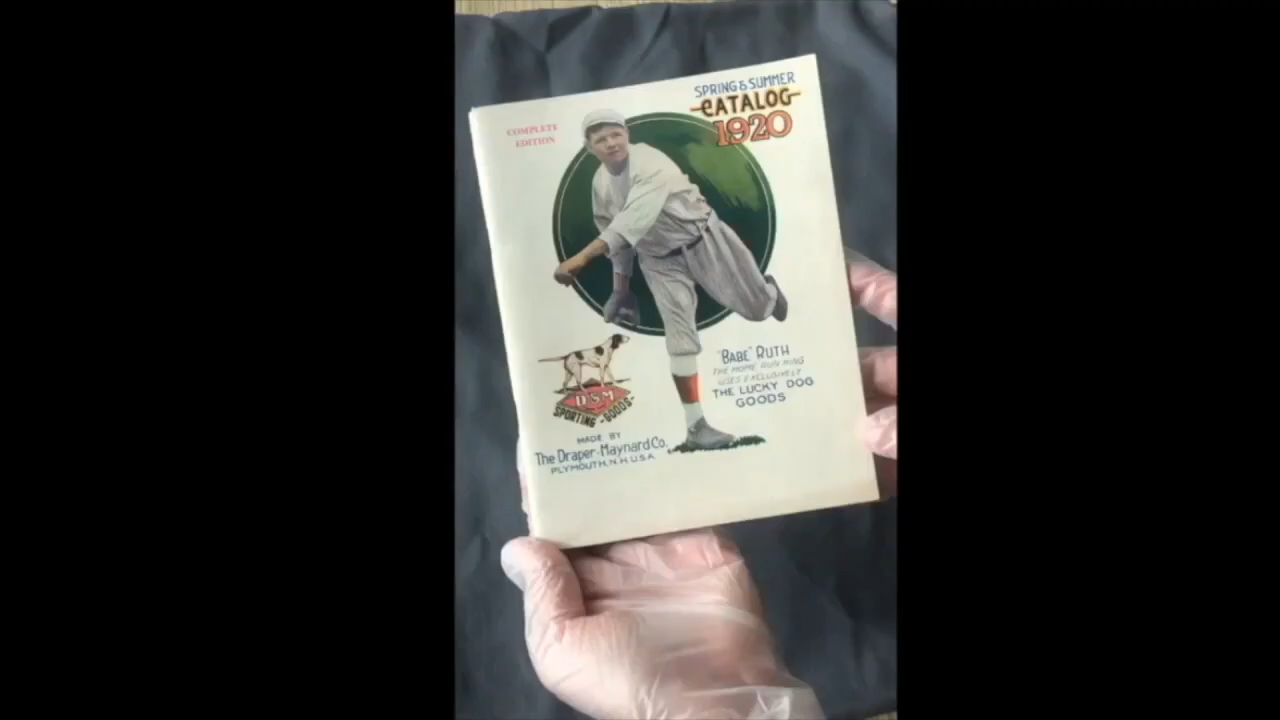 SPRING & SUMMER
CATALOG
1920
COMPLETE
EDITION
"BABE" RUTH
THE HOME RUN KING
USES EXCLUSIVELY
THE LUCKY DOG
GOODS
D&M
SPORTING-GOODS-
MADE BY
The Draper-Maynard Co.
PLYMOUTH, N.H. U.S.A.